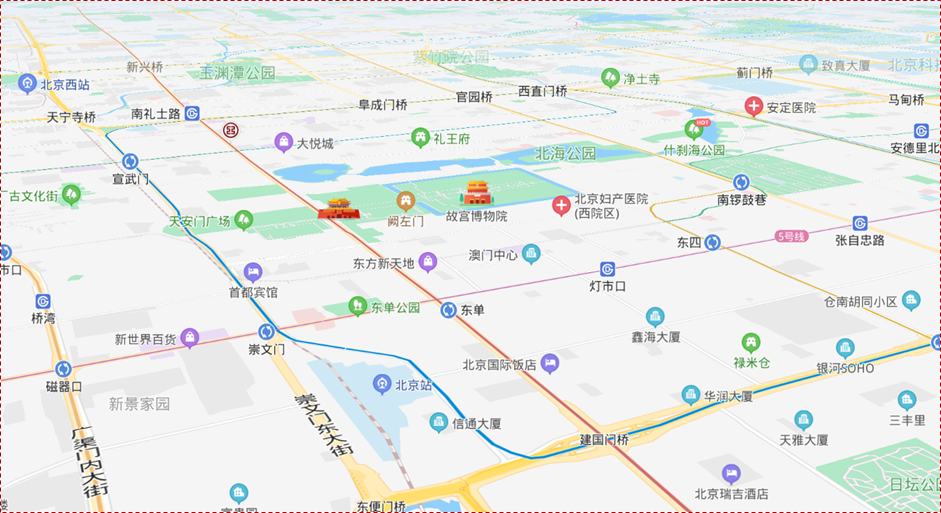 紫竹院公园
玉渊潭公园
新兴桥
净土寺
蓟门桥
致真大厦
北京科
北京西站
西直门桥
官园桥
阜成门桥
安定医院
马甸桥
天宁寺桥
南礼士路
HOT
大悦城
礼王府
北海公园
什刹海公园
安德里北
宣武门
古文化街
南锣鼓巷
北京妇产医院
(西院区)
天安门广场
阙左门
故宫博物院
5号线
张自忠路
东四
澳门中心
东方新天地
市口
灯市口
首都宾馆
仓南胡同小区
桥湾
东单公园
东单
新世界百货
崇文门
鑫海大厦
禄米仓
北京国际饭店
银河SOHO
磁器口
北京站
华润大厦
新景家园
崇文门东大街
信通大厦
三丰里
广渠门内大街
建国门桥
天雅大厦
日坛公
北京瑞吉酒店
东便门桥